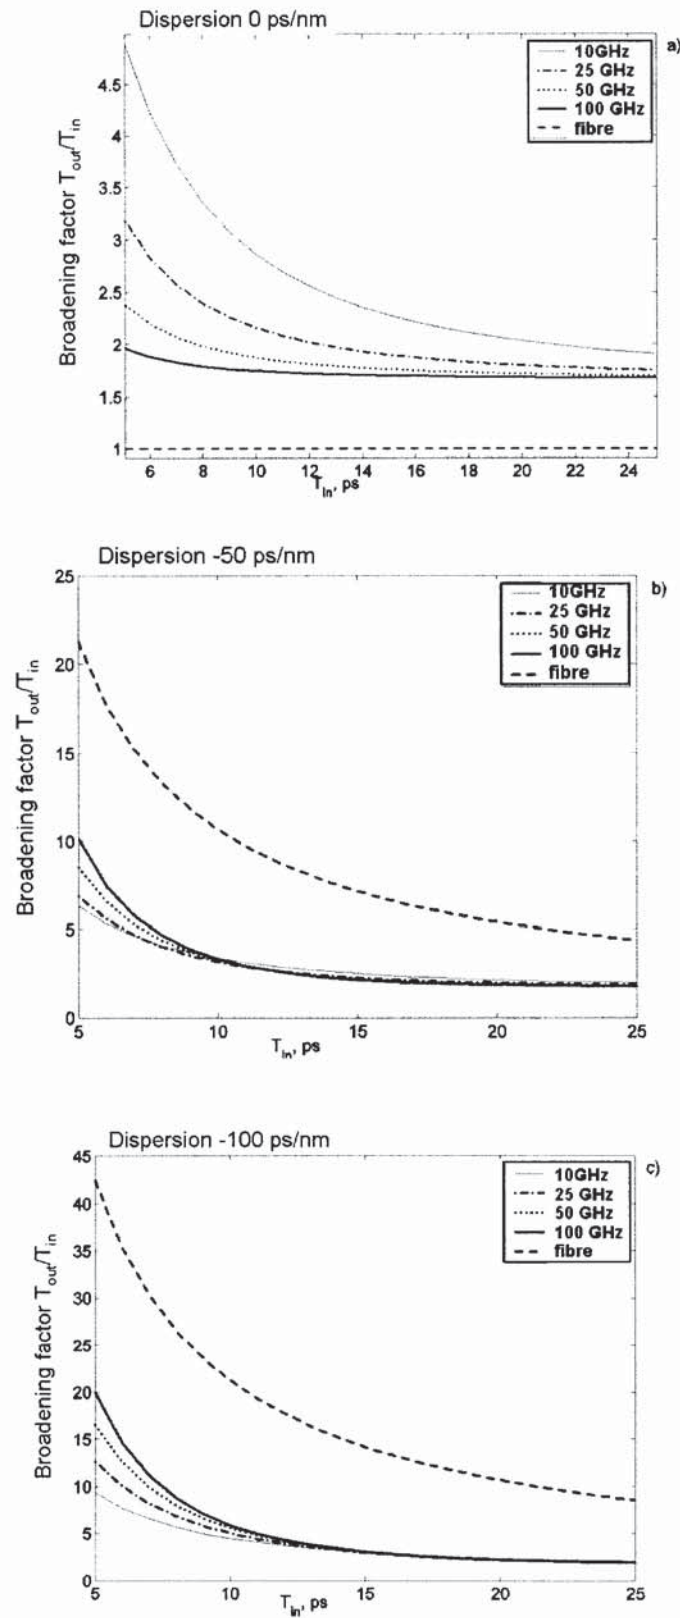 Dispersion 0 ps/nm
a)
10GHz
25 GHz
50 GHz
100 GHz
fibre
4.5
4
3.5
3
2.5
2
1.5
1
Broadening factor T_out/T_in
6 8 10 12 14 16 18 20 22 24
T_in, ps
Dispersion -50 ps/nm
b)
10GHz
25 GHz
50 GHz
100 GHz
fibre
25
20
15
10
5
0
Broadening factor T_out/T_in
5 10 15 20 25
T_in, ps
Dispersion -100 ps/nm
c)
10GHz
25 GHz
50 GHz
100 GHz
fibre
45
40
35
30
25
20
15
10
5
0
Broadening factor T_out/T_in
5 10 15 20 25
T_in, ps